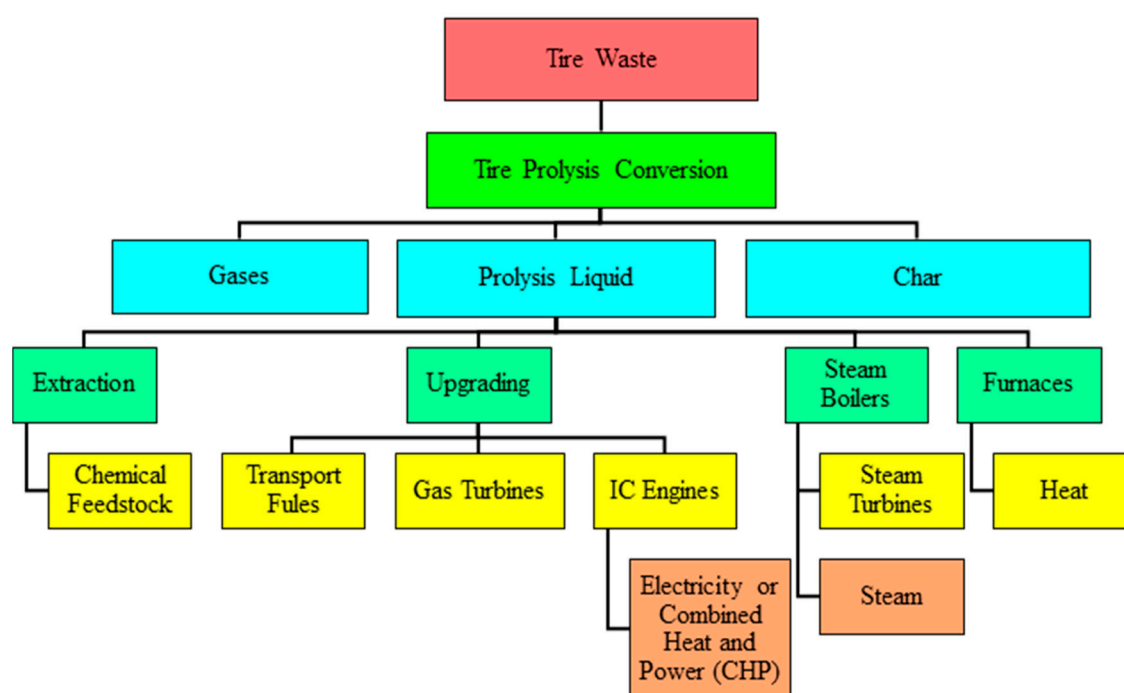 Tire Waste
Tire Prolysis Conversion
Gases
Prolysis Liquid
Char
Extraction
Upgrading
Steam
Boilers
Furnaces
Chemical
Feedstock
Transport
Fules
Gas Turbines
IC Engines
Steam
Turbines
Heat
Electricity or
Combined
Heat and
Power (CHP)
Steam